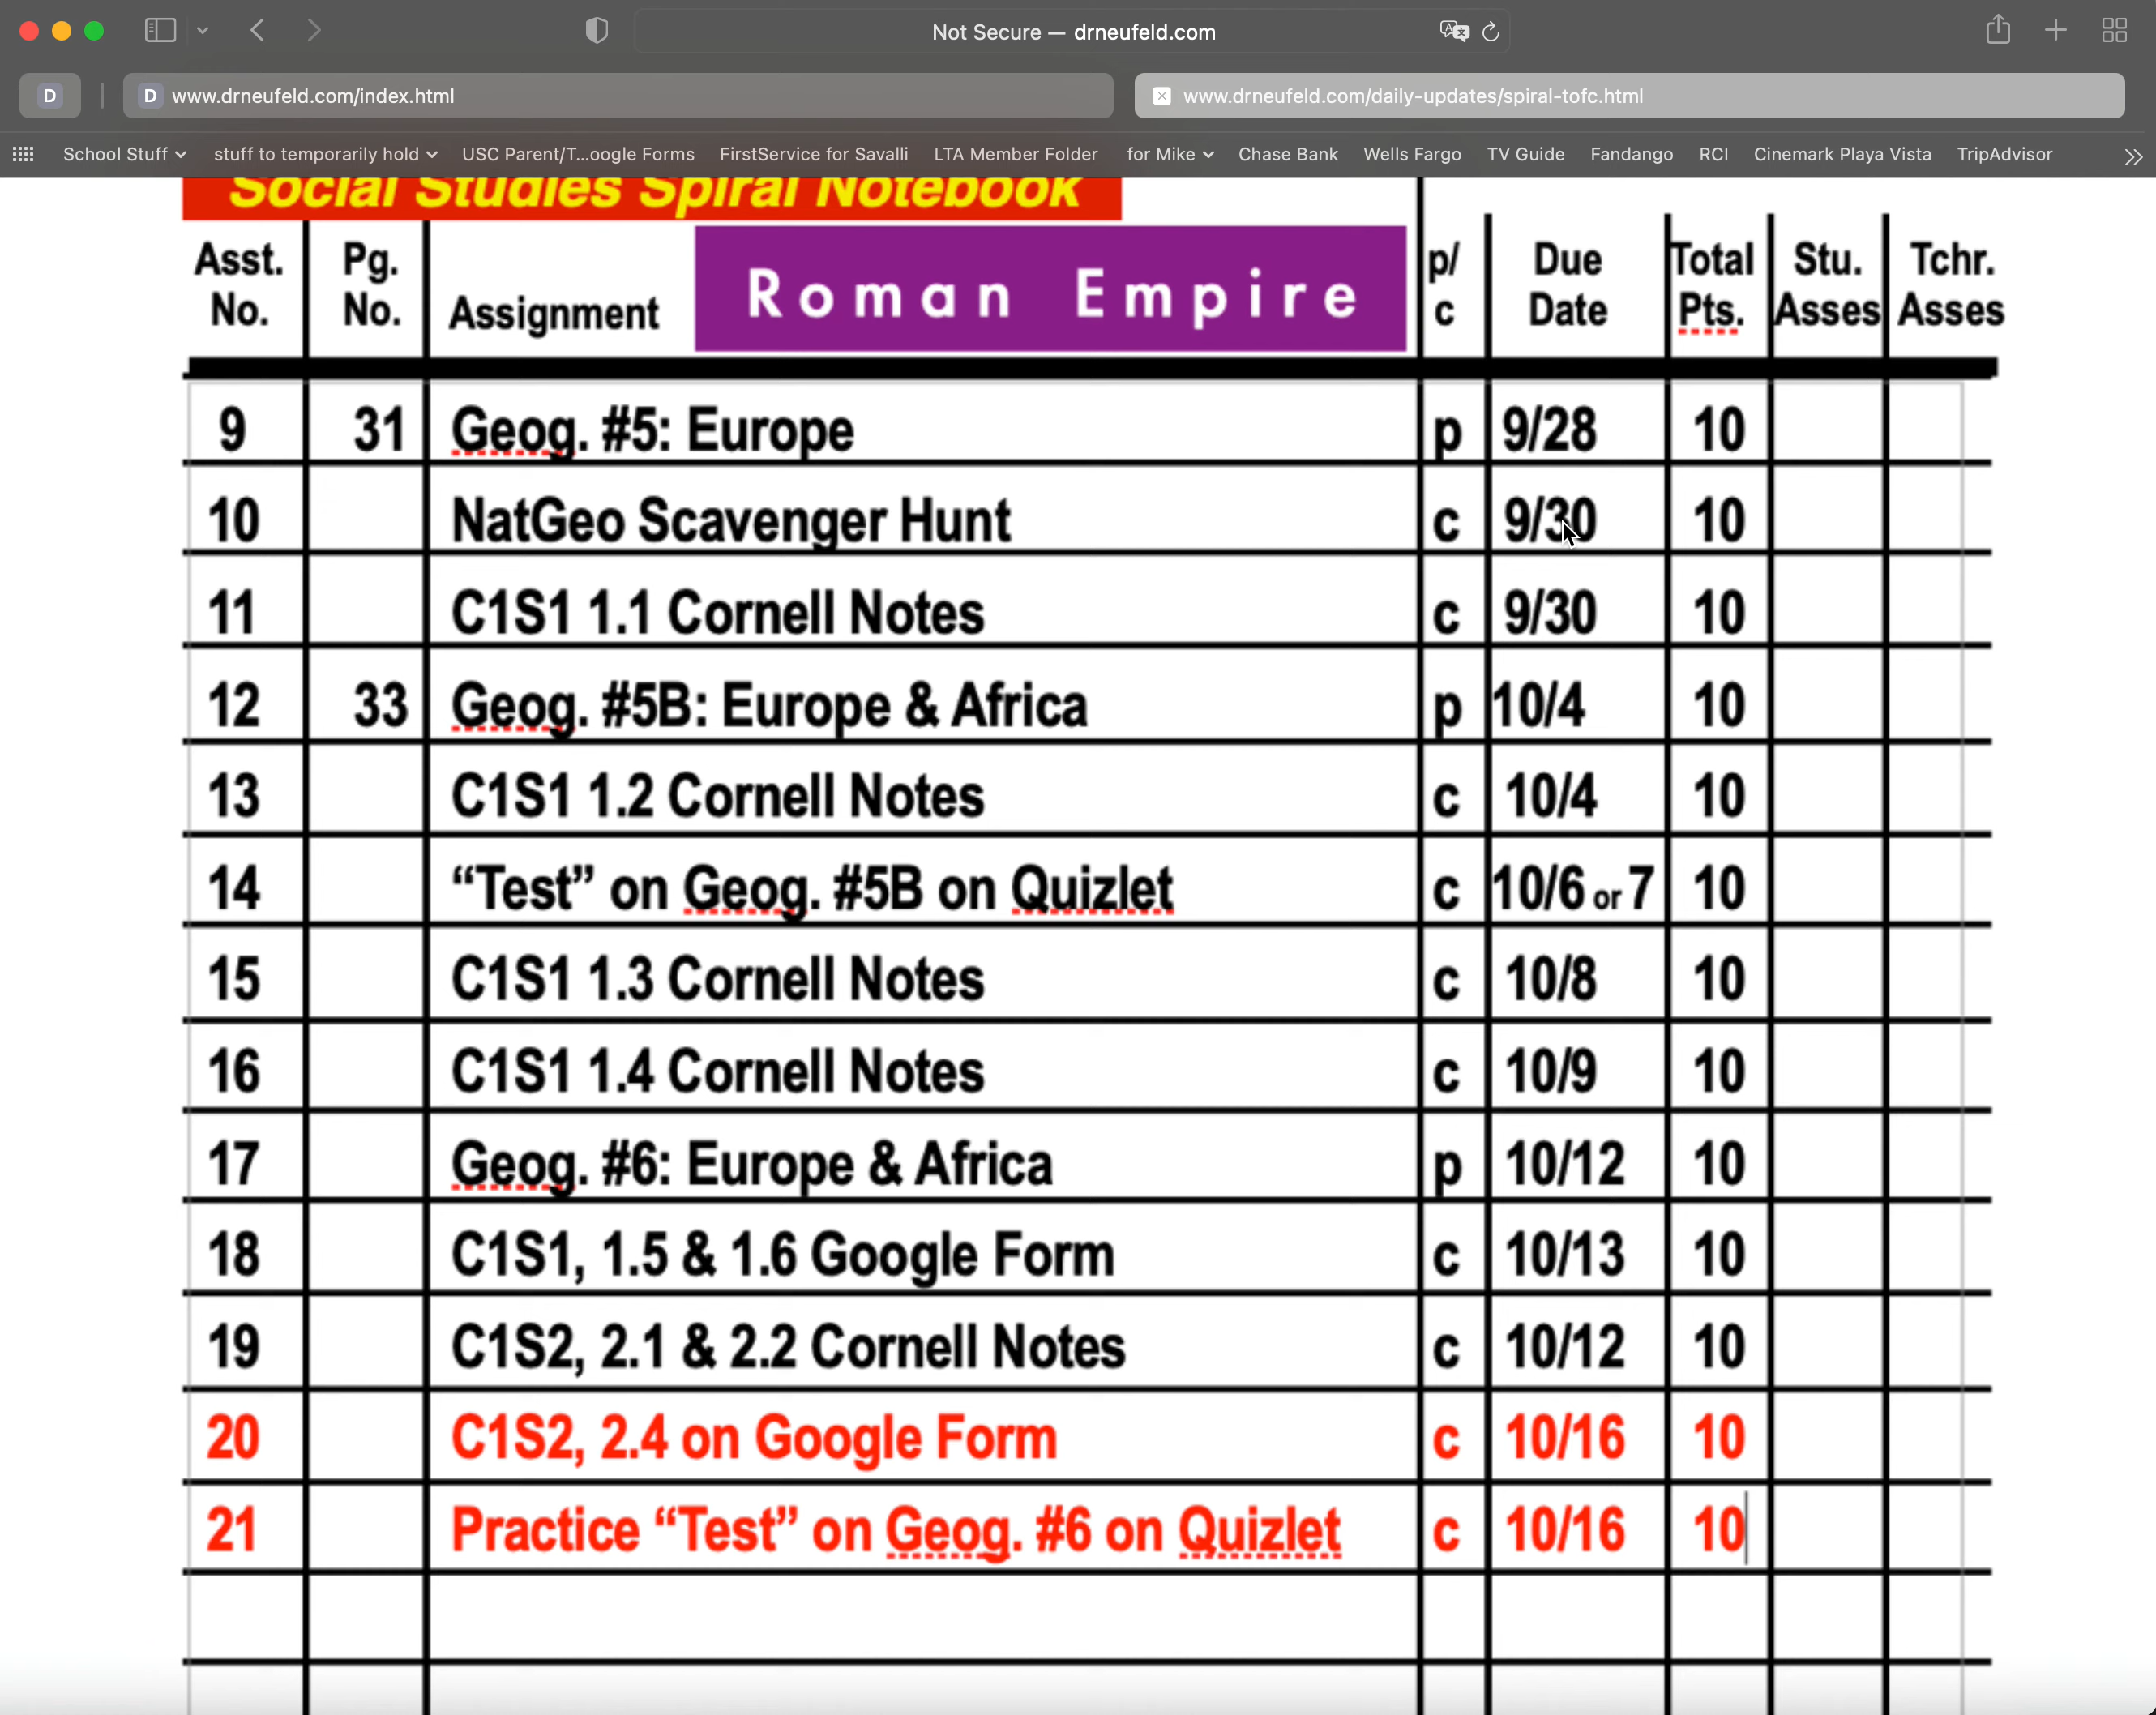 Not Secure — drneufeld.com
D
D www.drneufeld.com/index.html
www.drneufeld.com/daily-updates/spiral-tofc.html
School Stuff stuff to temporarily hold USC Parent/T...oogle Forms FirstService for Savalli LTA Member Folder for Mike Chase Bank Wells Fargo TV Guide Fandango RCI Cinemark Playa Vista TripAdvisor
Social Studies Spiral Notebook
Asst. No. Pg. No. Assignment Roman Empire p/c Due Date Total Pts. Stu. Asses Tchr. Asses
9 31 Geog. #5: Europe p 9/28 10
10 NatGeo Scavenger Hunt c 9/30 10
11 C1S1 1.1 Cornell Notes c 9/30 10
12 33 Geog. #5B: Europe & Africa p 10/4 10
13 C1S1 1.2 Cornell Notes c 10/4 10
14 “Test” on Geog. #5B on Quizlet c 10/6 or 7 10
15 C1S1 1.3 Cornell Notes c 10/8 10
16 C1S1 1.4 Cornell Notes c 10/9 10
17 Geog. #6: Europe & Africa p 10/12 10
18 C1S1, 1.5 & 1.6 Google Form c 10/13 10
19 C1S2, 2.1 & 2.2 Cornell Notes c 10/12 10
20 C1S2, 2.4 on Google Form c 10/16 10
21 Practice “Test” on Geog. #6 on Quizlet c 10/16 10